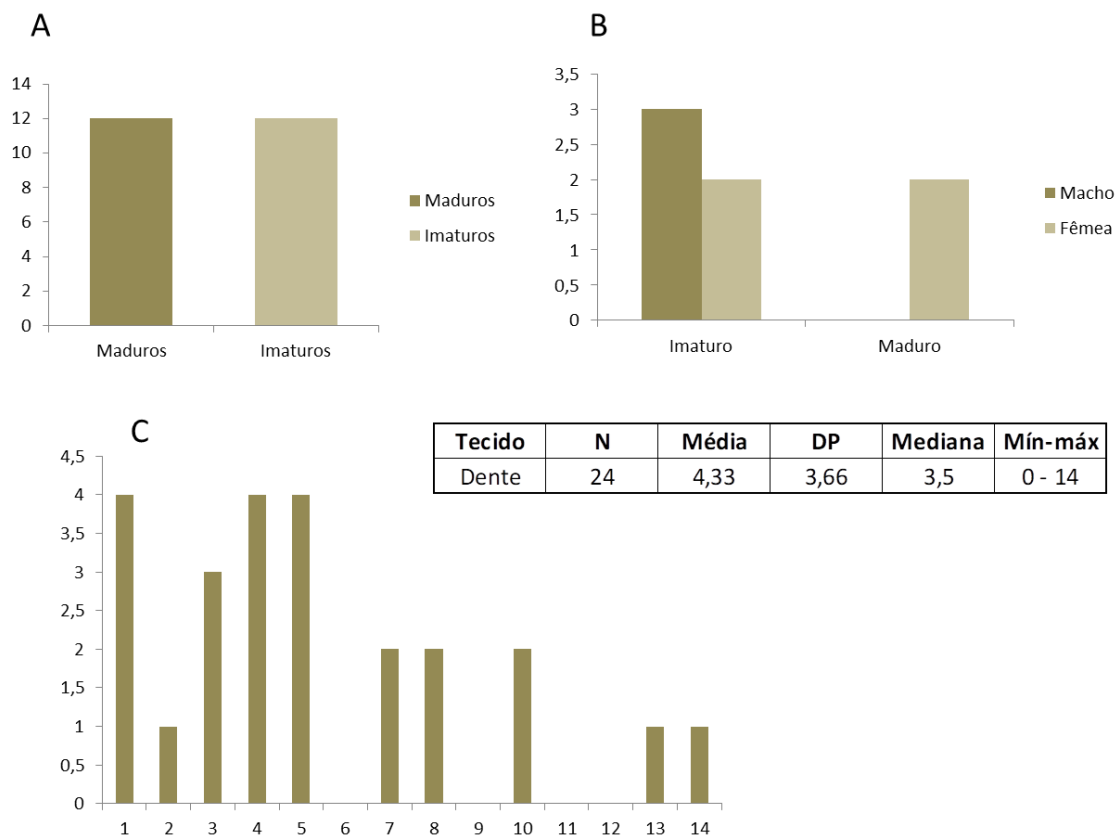 A
14
12
10
8
6
4
2
0
Maduros Imaturos
Maduros
Imaturos
B
3,5
3
2,5
2
1,5
1
0,5
0
Imaturo Maduro
Macho
Fêmea
C
4,5
4
3,5
3
2,5
2
1,5
1
0,5
0
1 2 3 4 5 6 7 8 9 10 11 12 13 14
Tecido N Média DP Mediana Mín-máx
Dente 24 4,33 3,66 3,5 0 - 14